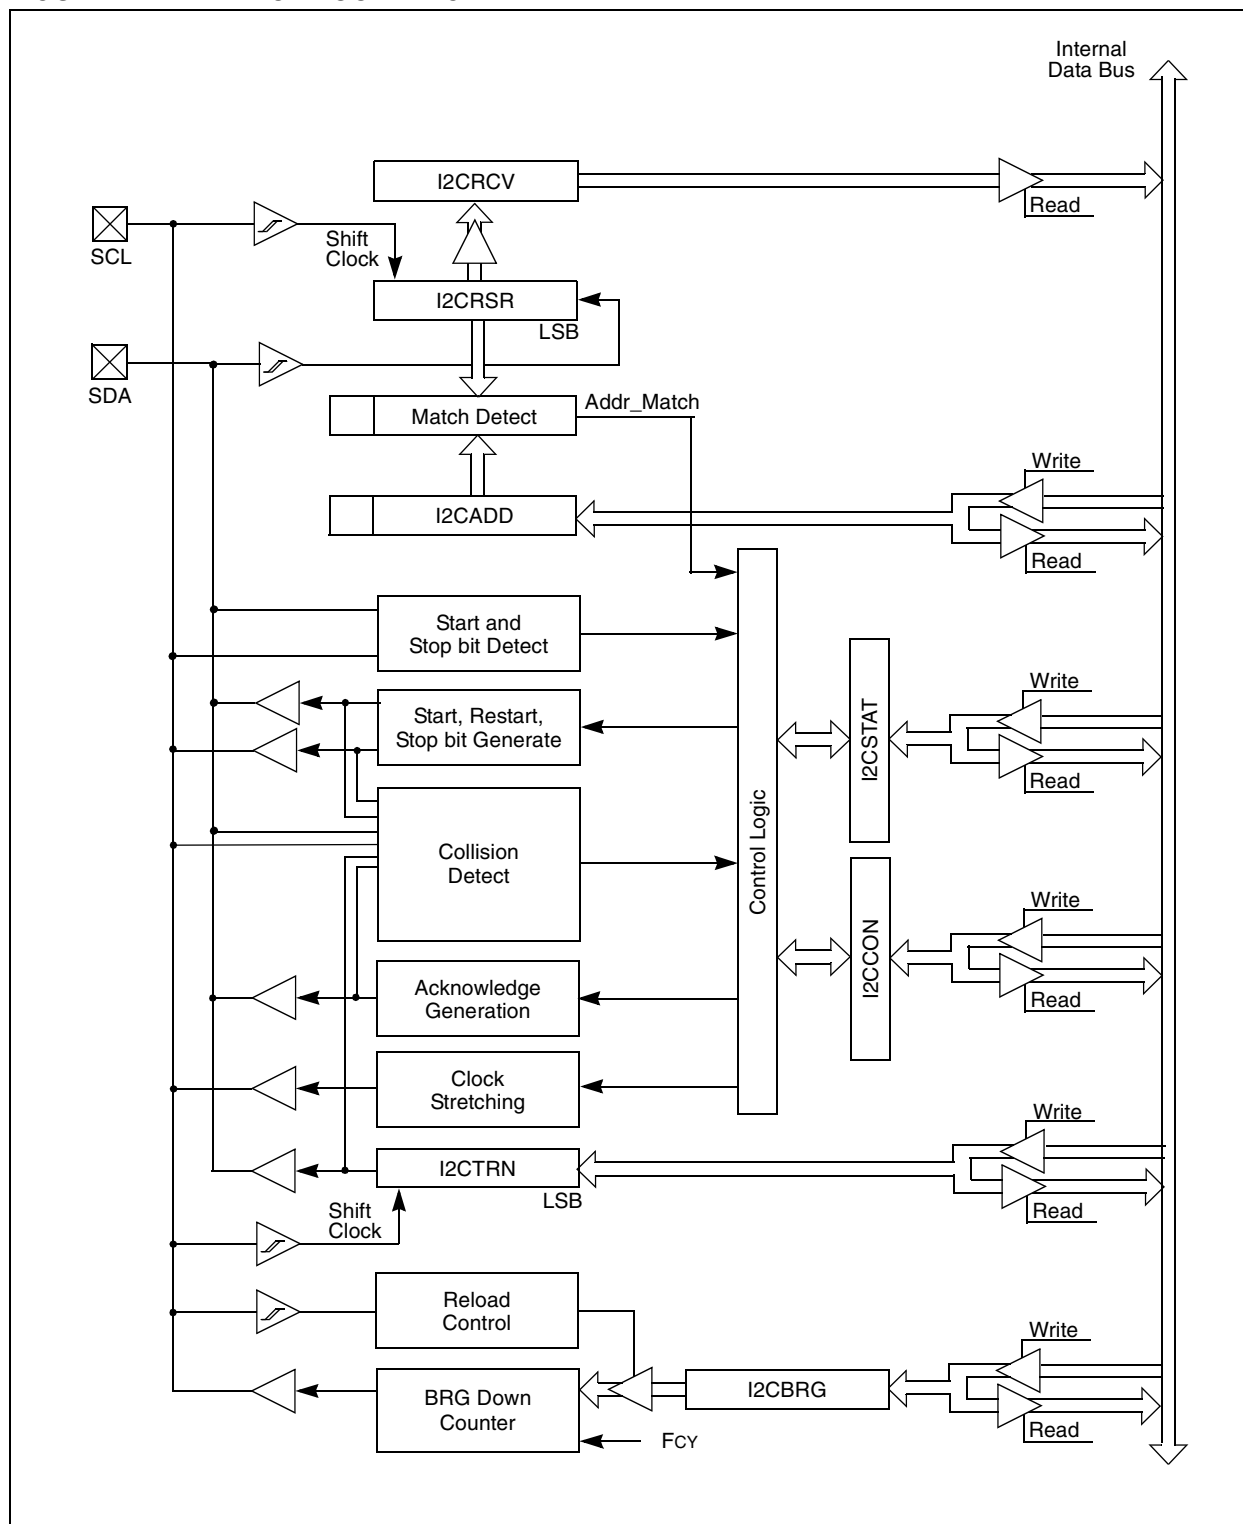 Internal
Data Bus
I2CRCV
Read
SCL
Shift
Clock
I2CRSR
LSB
SDA
Addr_Match
Match Detect
Write
I2CADD
Read
Start and
Stop bit Detect
Write
Start, Restart,
Stop bit Generate
I2CSTAT
Read
Control Logic
Collision
Detect
Write
I2CCON
Acknowledge
Generation
Read
Clock
Stretching
Write
I2CTRN
LSB
Shift
Clock
Read
Reload
Control
Write
I2CBRG
BRG Down
Counter
Read
FCY